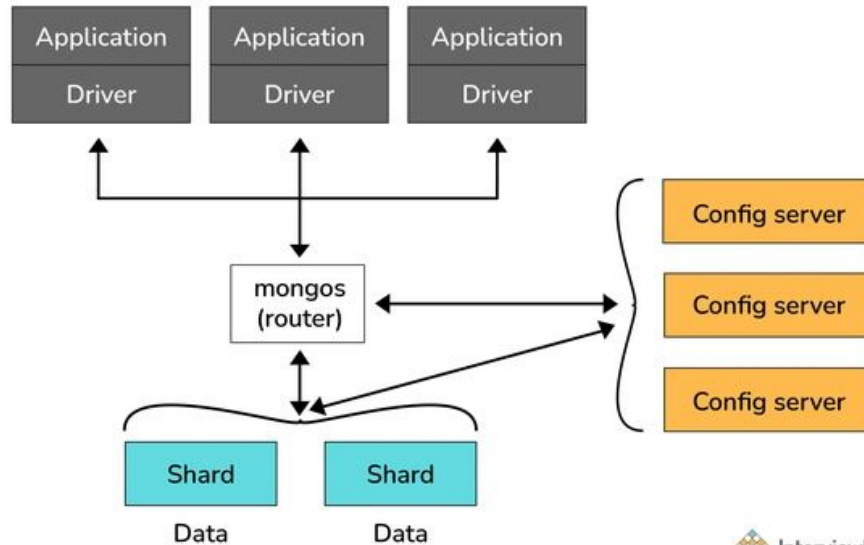 Application
Application
Application
Driver
Driver
Driver
Config server
mongos
(router)
Config server
Config server
Shard
Shard
Data
Data